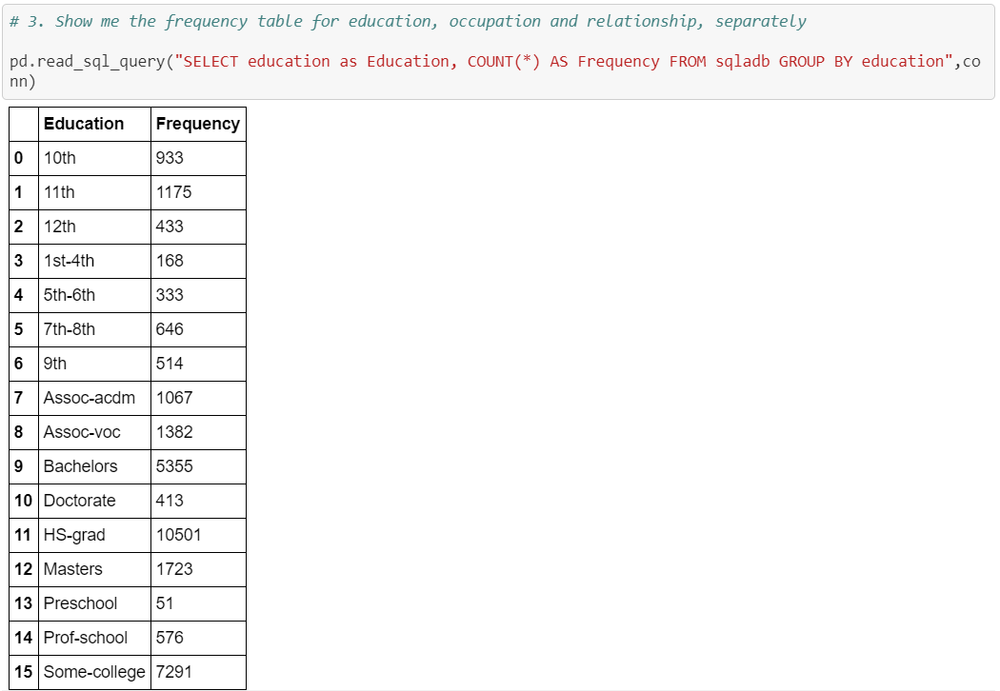 # 3. Show me the frequency table for education, occupation and relationship, separately
pd.read_sql_query("SELECT education as Education, COUNT(*) AS Frequency FROM sqladb GROUP BY education",co
nn)
Education Frequency
0 10th 933
1 11th 1175
2 12th 433
3 1st-4th 168
4 5th-6th 333
5 7th-8th 646
6 9th 514
7 Assoc-acdm 1067
8 Assoc-voc 1382
9 Bachelors 5355
10 Doctorate 413
11 HS-grad 10501
12 Masters 1723
13 Preschool 51
14 Prof-school 576
15 Some-college 7291